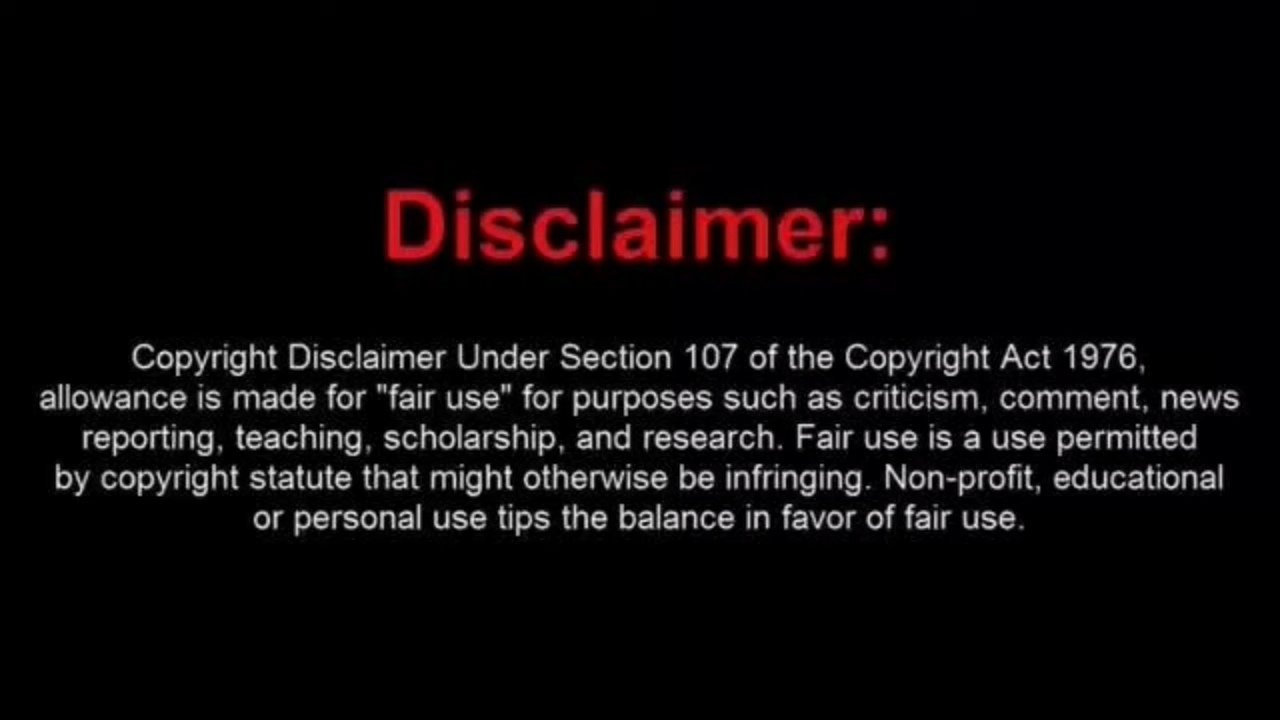 Disclaimer:
Copyright Disclaimer Under Section 107 of the Copyright Act 1976,
allowance is made for "fair use" for purposes such as criticism, comment, news
reporting, teaching, scholarship, and research. Fair use is a use permitted
by copyright statute that might otherwise be infringing. Non-profit, educational
or personal use tips the balance in favor of fair use.